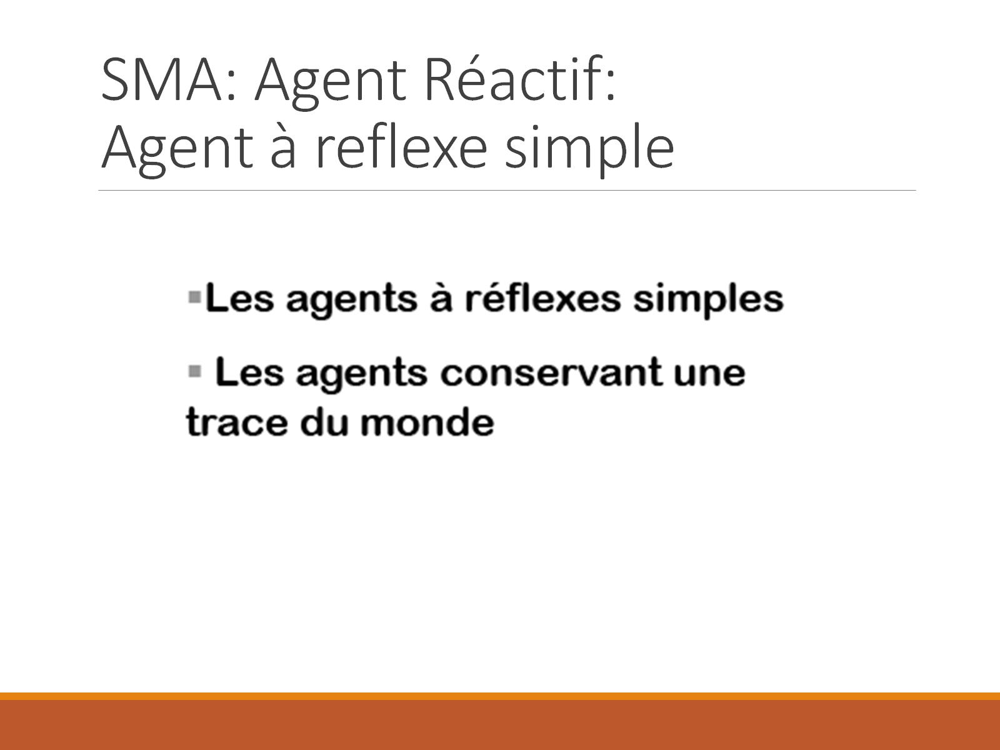 SMA: Agent Réactif:
Agent à reflexe simple
▪Les agents à réflexes simples
▪ Les agents conservant une
trace du monde